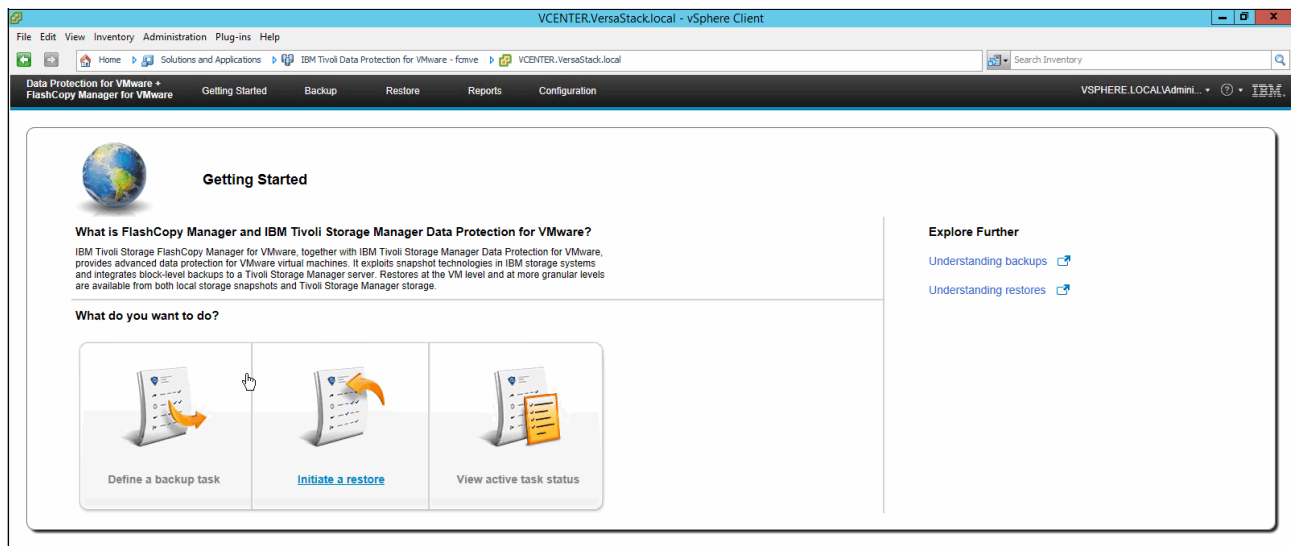 VCENTER.VersaStack.local - vSphere Client
File Edit View Inventory Administration Plug-ins Help
Home Solutions and Applications IBM Tivoli Data Protection for VMware - fcmve VCENTER.VersaStack.local Search Inventory
Data Protection for VMware +
FlashCopy Manager for VMware
Getting Started Backup Restore Reports Configuration VSPHERE.LOCAL\Admini... ? IBM.
Getting Started
What is FlashCopy Manager and IBM Tivoli Storage Manager Data Protection for VMware?
IBM Tivoli Storage FlashCopy Manager for VMware, together with IBM Tivoli Storage Manager Data Protection for VMware,
provides advanced data protection for VMware virtual machines. It exploits snapshot technologies in IBM storage systems
and integrates block-level backups to a Tivoli Storage Manager server. Restores at the VM level and at more granular levels
are available from both local storage snapshots and Tivoli Storage Manager storage.
What do you want to do?
Define a backup task
Initiate a restore
View active task status
Explore Further
Understanding backups
Understanding restores